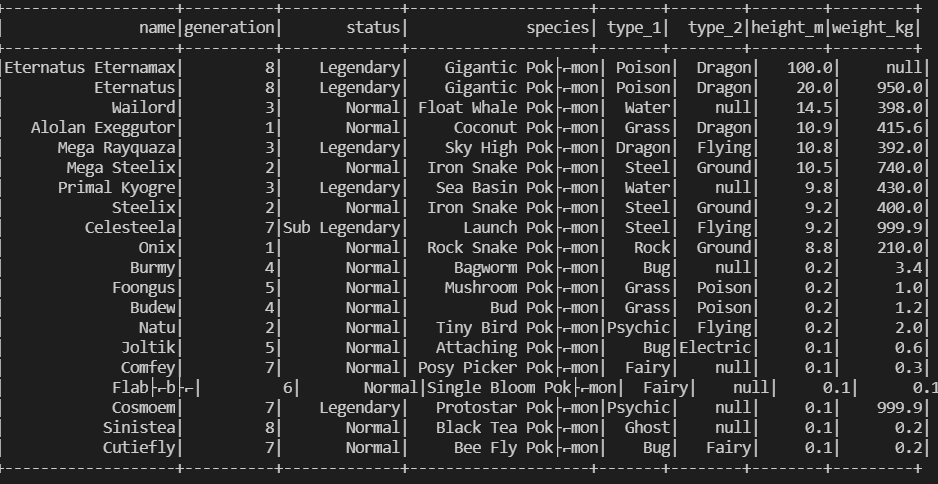 +------------------+----------+-------------+-------------------+-------+--------+--------+---------+
|              name|generation|       status|            species| type_1|  type_2|height_m|weight_kg|
+------------------+----------+-------------+-------------------+-------+--------+--------+---------+
|Eternatus Eternamax|         8|    Legendary|   Gigantic Pok├⌐mon| Poison|  Dragon|   100.0|     null|
|         Eternatus|         8|    Legendary|   Gigantic Pok├⌐mon| Poison|  Dragon|    20.0|    950.0|
|           Wailord|         3|       Normal|Float Whale Pok├⌐mon|  Water|    null|    14.5|    398.0|
|  Alolan Exeggutor|         1|       Normal|    Coconut Pok├⌐mon|  Grass|  Dragon|    10.9|    415.6|
|     Mega Rayquaza|         3|    Legendary|   Sky High Pok├⌐mon| Dragon|  Flying|    10.8|    392.0|
|      Mega Steelix|         2|       Normal| Iron Snake Pok├⌐mon|  Steel|  Ground|    10.5|    740.0|
|     Primal Kyogre|         3|    Legendary|  Sea Basin Pok├⌐mon|  Water|    null|     9.8|    430.0|
|           Steelix|         2|       Normal| Iron Snake Pok├⌐mon|  Steel|  Ground|     9.2|    400.0|
|        Celesteela|         7|Sub Legendary|     Launch Pok├⌐mon|  Steel|  Flying|     9.2|    999.9|
|              Onix|         1|       Normal| Rock Snake Pok├⌐mon|   Rock|  Ground|     8.8|    210.0|
|             Burmy|         4|       Normal|    Bagworm Pok├⌐mon|    Bug|    null|     0.2|      3.4|
|           Foongus|         5|       Normal|   Mushroom Pok├⌐mon|  Grass|  Poison|     0.2|      1.0|
|             Budew|         4|       Normal|        Bud Pok├⌐mon|  Grass|  Poison|     0.2|      1.2|
|              Natu|         2|       Normal|  Tiny Bird Pok├⌐mon|Psychic|  Flying|     0.2|      2.0|
|            Joltik|         5|       Normal|  Attaching Pok├⌐mon|    Bug|Electric|     0.1|      0.6|
|            Comfey|         7|       Normal|Posy Picker Pok├⌐mon|  Fairy|    null|     0.1|      0.3|
|          Flab├⌐b├⌐|         6|       Normal|Single Bloom Pok├⌐mon|  Fairy|    null|     0.1|      0.1
|           Cosmoem|         7|    Legendary|  Protostar Pok├⌐mon|Psychic|    null|     0.1|    999.9|
|          Sinistea|         8|       Normal|  Black Tea Pok├⌐mon|  Ghost|    null|     0.1|      0.2|
|          Cutiefly|         7|       Normal|    Bee Fly Pok├⌐mon|    Bug|   Fairy|     0.1|      0.2|
+------------------+----------+-------------+-------------------+-------+--------+--------+---------+